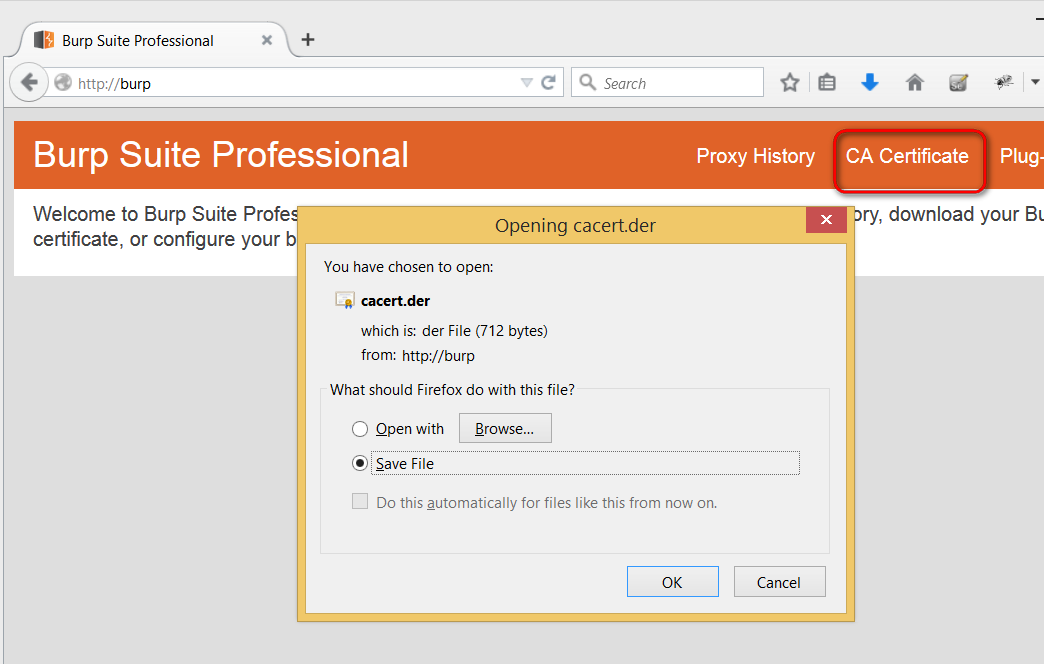 Burp Suite Professional
http://burp
Search
Burp Suite Professional
Proxy History
CA Certificate
Plug-
Welcome to Burp Suite Profes
ory, download your Bu
certificate, or configure your b
Opening cacert.der
You have chosen to open:
cacert.der
which is: der File (712 bytes)
from: http://burp
What should Firefox do with this file?
Open with
Browse...
Save File
Do this automatically for files like this from now on.
OK
Cancel